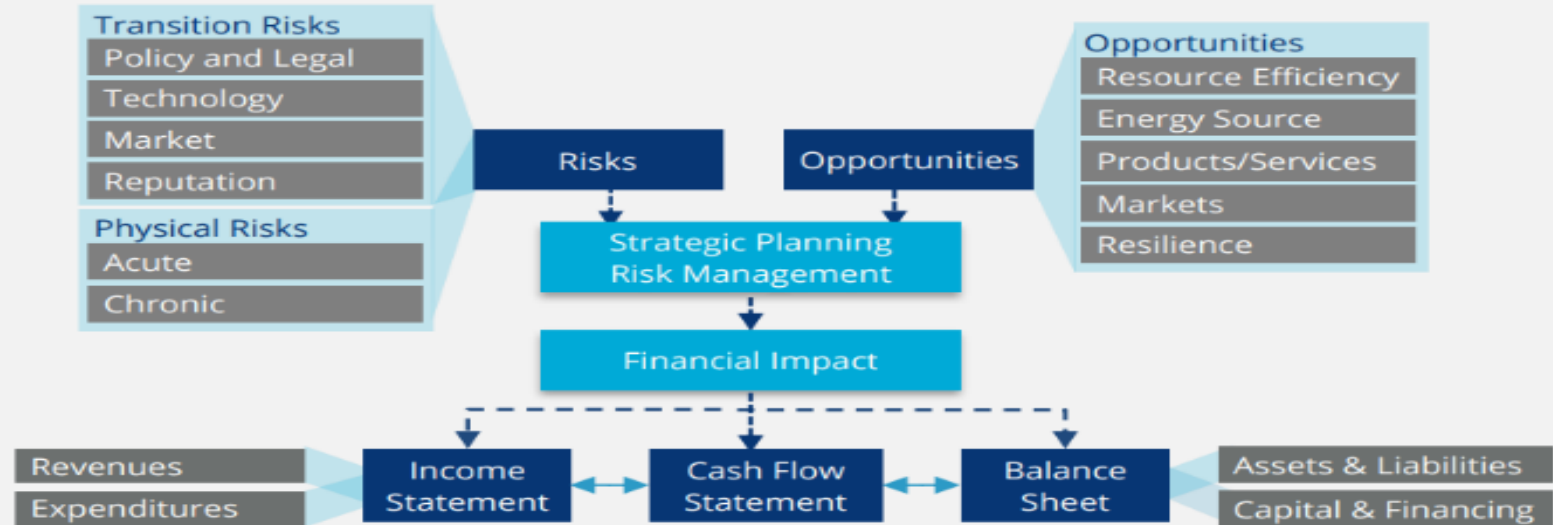 Transition Risks
Policy and Legal
Technology
Market
Reputation
Physical Risks
Acute
Chronic
Risks
Opportunities
Opportunities
Resource Efficiency
Energy Source
Products/Services
Markets
Resilience
Strategic Planning
Risk Management
Financial Impact
Revenues
Expenditures
Income
Statement
Cash Flow
Statement
Balance
Sheet
Assets & Liabilities
Capital & Financing